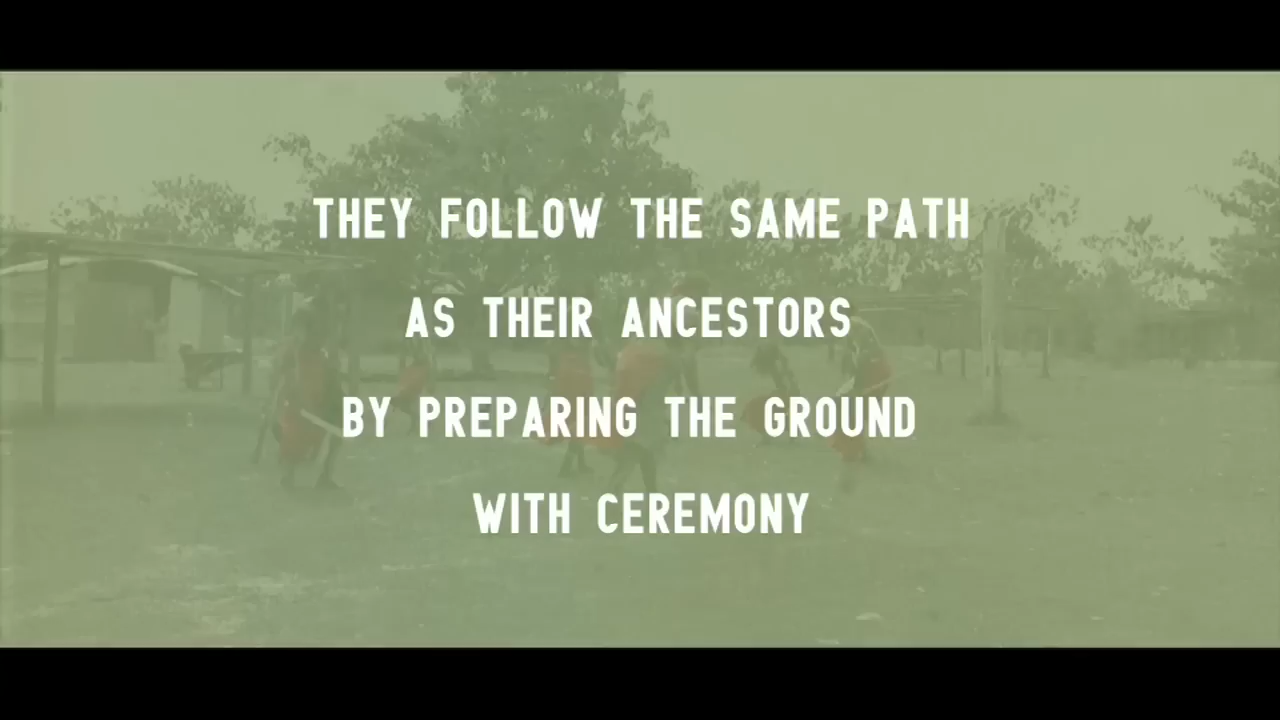 THEY FOLLOW THE SAME PATH
AS THEIR ANCESTORS
BY PREPARING THE GROUND
WITH CEREMONY